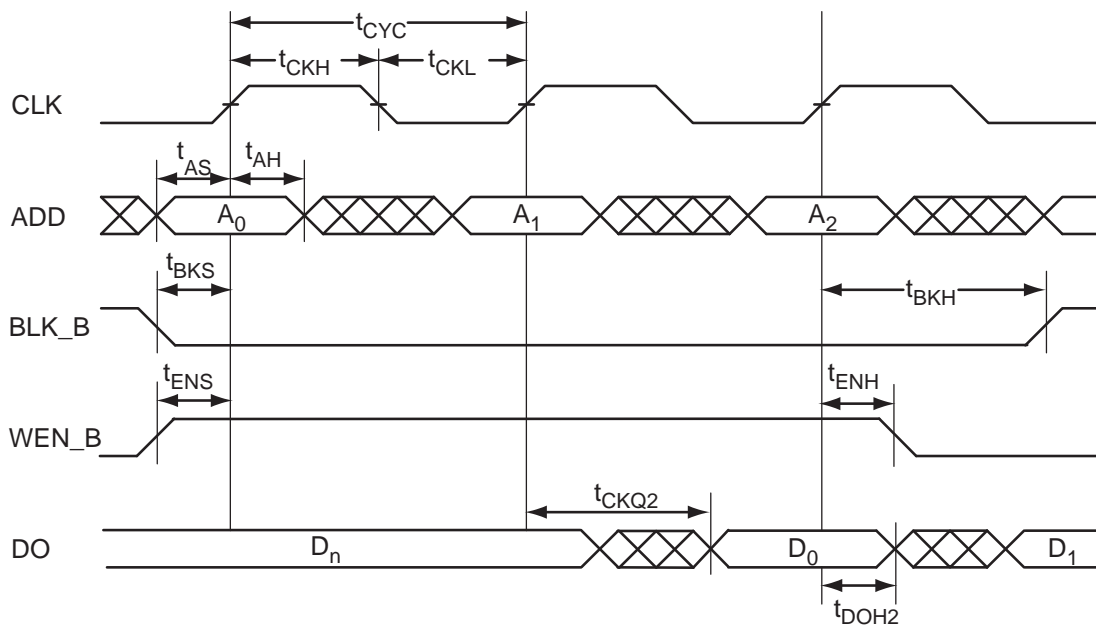 tCYC
tCKH tCKL
CLK
tAS tAH
ADD A0 A1 A2
tBKS tBKH
BLK_B
tENS tENH
WEN_B
tCKQ2
DO Dn D0 D1
tDOH2